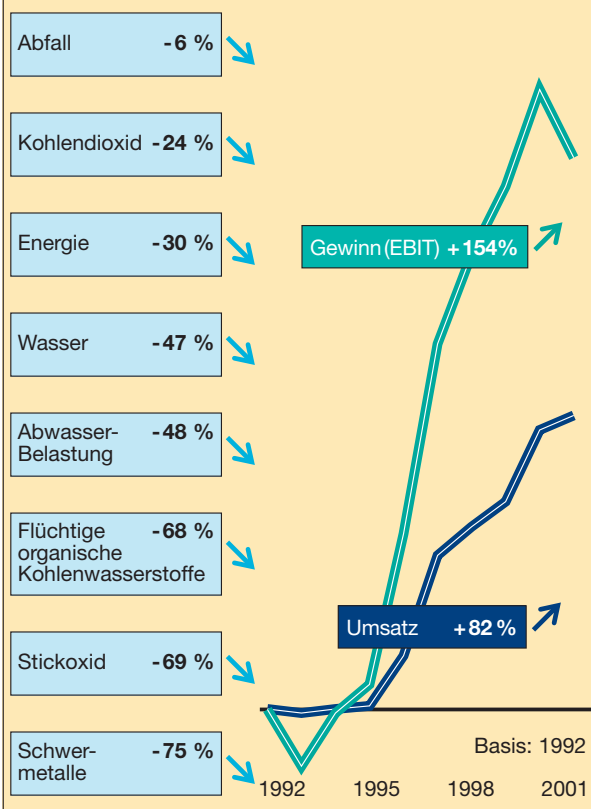 Abfall -6 %
Kohlendioxid -24 %
Energie -30 %
Wasser -47 %
Abwasser- -48 %
Belastung
Flüchtige -68 %
organische
Kohlenwasserstoffe
Stickoxid -69 %
Schwer- -75 %
metalle
Gewinn (EBIT) +154%
Umsatz +82 %
Basis: 1992
1992 1995 1998 2001